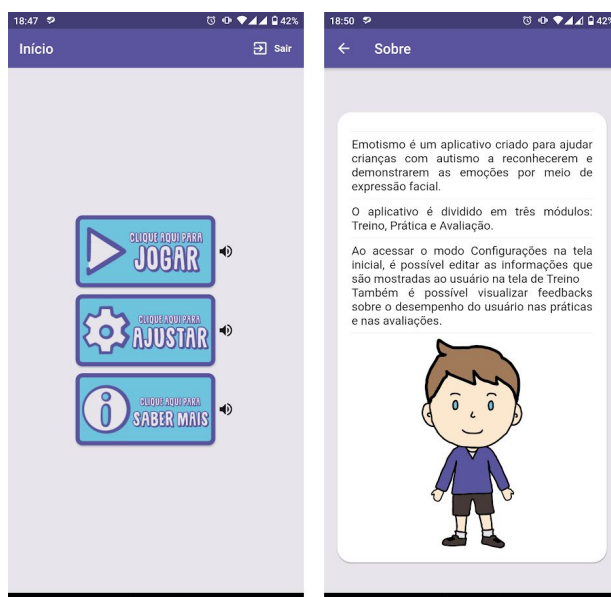 18:47
42%
Início
Sair
CLIQUE AQUI PARA
JOGAR
CLIQUE AQUI PARA
AJUSTAR
CLIQUE AQUI PARA
SABER MAIS
18:50
42%
Sobre
Emotismo é um aplicativo criado para ajudar
crianças com autismo a reconhecerem e
demonstrarem as emoções por meio de
expressão facial.
O aplicativo é dividido em três módulos:
Treino, Prática e Avaliação.
Ao acessar o modo Configurações na tela
inicial, é possível editar as informações que
são mostradas ao usuário na tela de Treino
Também é possível visualizar feedbacks
sobre o desempenho do usuário nas práticas
e nas avaliações.